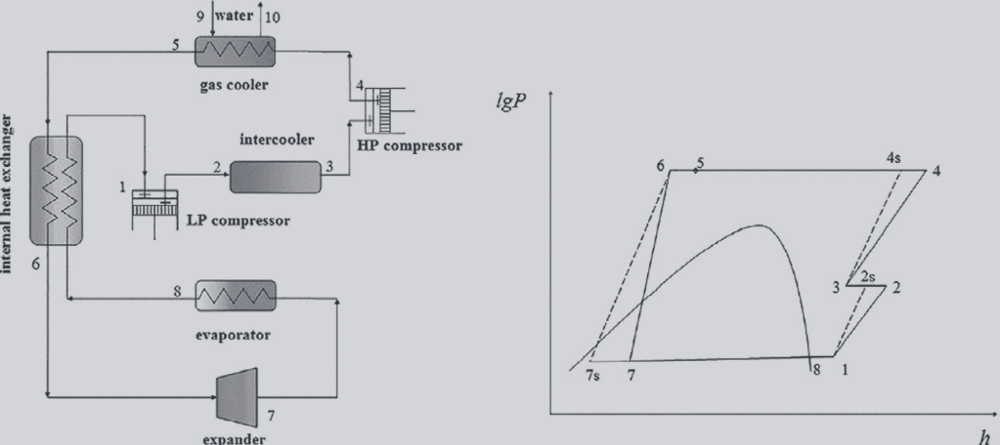 9 water 10
5
gas cooler
4
HP compressor
intercooler
2 3
1
LP compressor
internal heat exchanger
6
8
evaporator
7
expander
lgP
6 5 4s 4
3 2s 2
7s 7 8 1
h